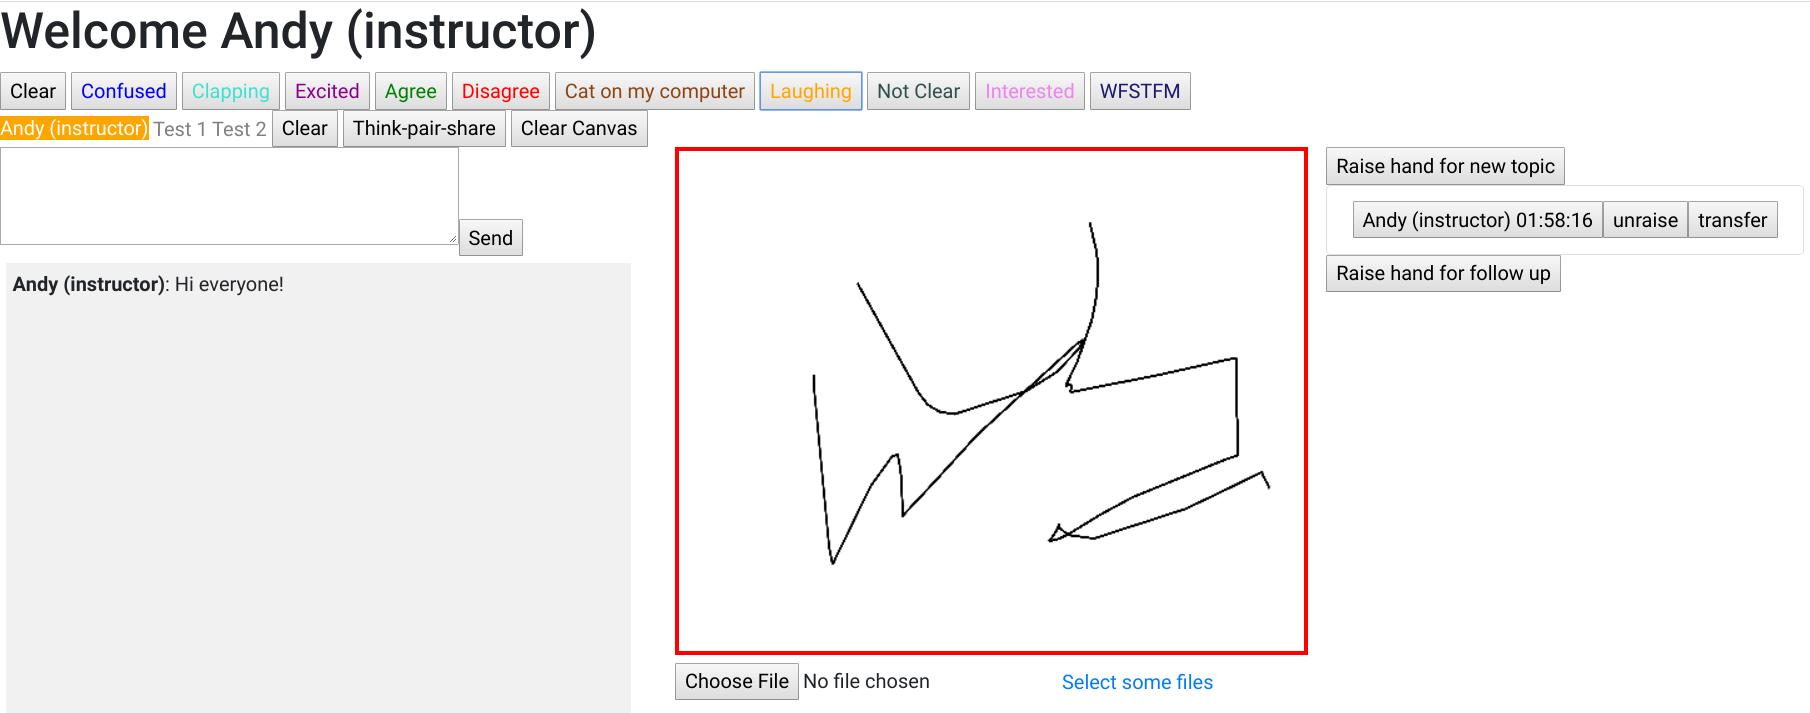 Welcome Andy (instructor)
Clear Confused Clapping Excited Agree Disagree Cat on my computer Laughing Not Clear Interested WFSTFM
Andy (instructor) Test 1 Test 2 Clear Think-pair-share Clear Canvas
Send
Andy (instructor): Hi everyone!
Choose File No file chosen Select some files
Raise hand for new topic
Andy (instructor) 01:58:16 unraise transfer
Raise hand for follow up